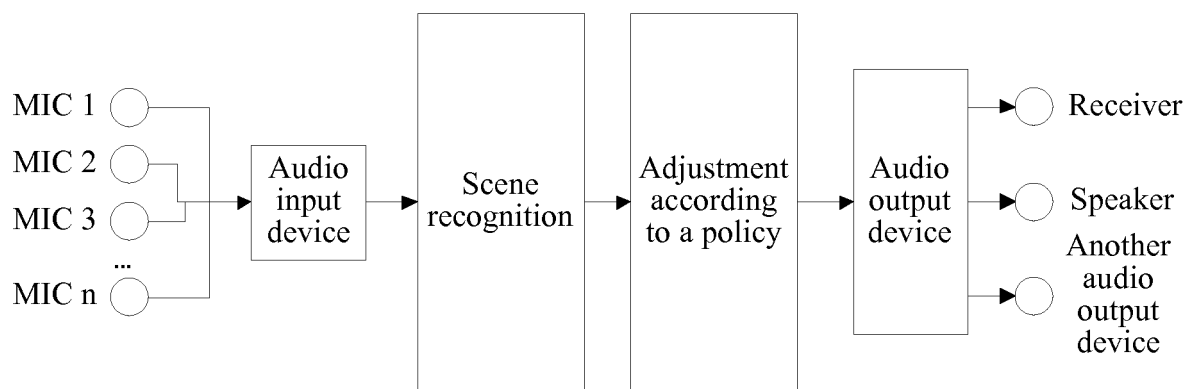 MIC 1
MIC 2
MIC 3
...
MIC n
Audio
input
device
Scene
recognition
Adjustment
according
to a policy
Audio
output
device
Receiver
Speaker
Another
audio
output
device